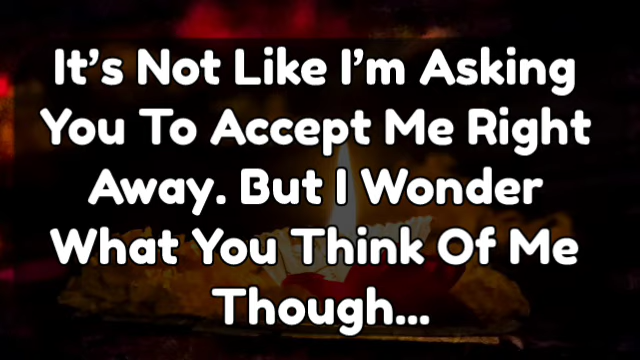 It’s Not Like I’m Asking
You To Accept Me Right
Away. But I Wonder
What You Think Of Me
Though...